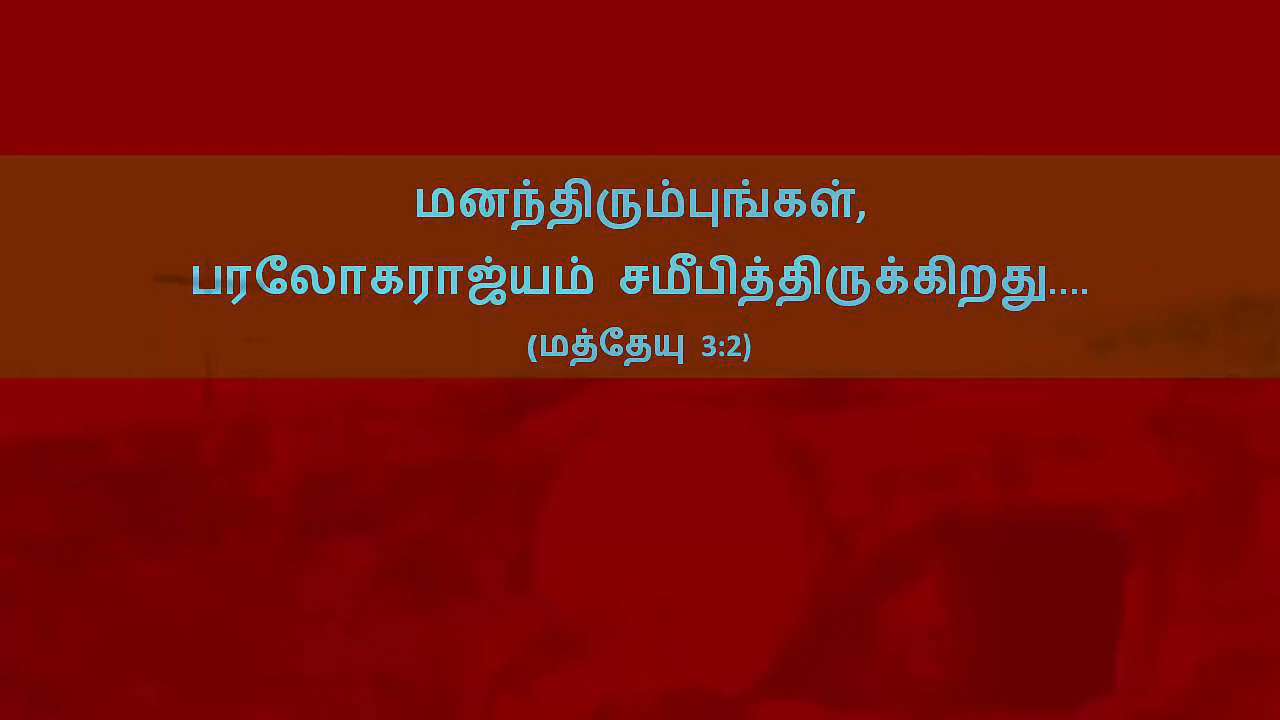 மனந்திரும்புங்கள்,
பரலோகராஜ்யம் சமீபித்திருக்கிறது....
(மத்தேயு 3:2)